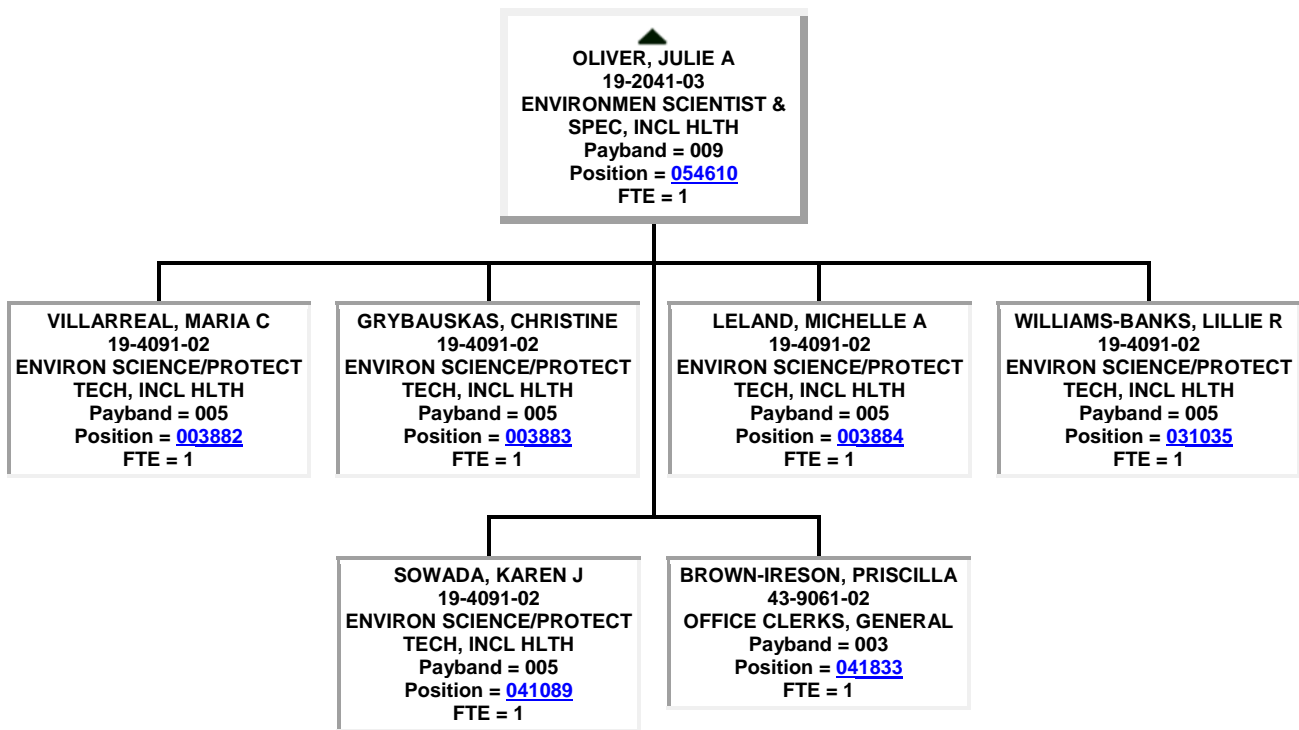 OLIVER, JULIE A
19-2041-03
ENVIRONMEN SCIENTIST &
SPEC, INCL HLTH
Payband = 009
Position = 054610
FTE = 1
VILLARREAL, MARIA C
19-4091-02
ENVIRON SCIENCE/PROTECT
TECH, INCL HLTH
Payband = 005
Position = 003882
FTE = 1
GRYBAUSKAS, CHRISTINE
19-4091-02
ENVIRON SCIENCE/PROTECT
TECH, INCL HLTH
Payband = 005
Position = 003883
FTE = 1
LELAND, MICHELLE A
19-4091-02
ENVIRON SCIENCE/PROTECT
TECH, INCL HLTH
Payband = 005
Position = 003884
FTE = 1
WILLIAMS-BANKS, LILLIE R
19-4091-02
ENVIRON SCIENCE/PROTECT
TECH, INCL HLTH
Payband = 005
Position = 031035
FTE = 1
SOWADA, KAREN J
19-4091-02
ENVIRON SCIENCE/PROTECT
TECH, INCL HLTH
Payband = 005
Position = 041089
FTE = 1
BROWN-IRESON, PRISCILLA
43-9061-02
OFFICE CLERKS, GENERAL
Payband = 003
Position = 041833
FTE = 1